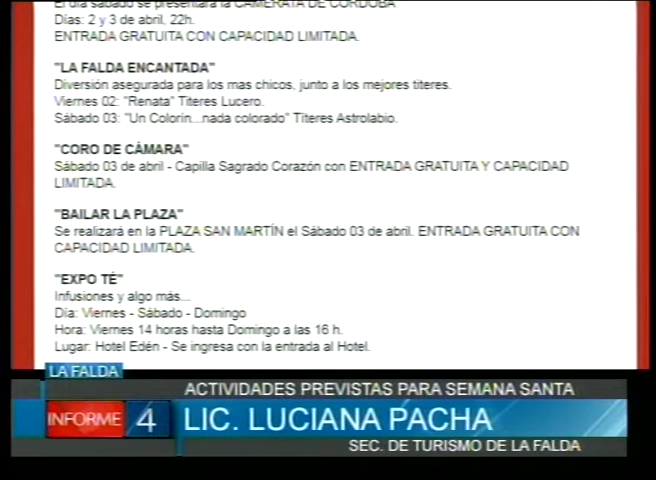 El día sábado se presentará la CAMERATA DE CÓRDOBA
Días: 2 y 3 de abril, 22h.
ENTRADA GRATUITA CON CAPACIDAD LIMITADA.
"LA FALDA ENCANTADA"
Diversión asegurada para los mas chicos, junto a los mejores títeres.
Viernes 02: "Renata" Títeres Lucero.
Sábado 03: "Un Colorín...nada colorado" Títeres Astrolabio.
"CORO DE CÁMARA"
Sábado 03 de abril - Capilla Sagrado Corazón con ENTRADA GRATUITA Y CAPACIDAD
LIMITADA.
"BAILAR LA PLAZA"
Se realizará en la PLAZA SAN MARTÍN el Sábado 03 de abril. ENTRADA GRATUITA CON
CAPACIDAD LIMITADA.
"EXPO TÉ"
Infusiones y algo más...
Día: Viernes - Sábado - Domingo
Hora: Viernes 14 horas hasta Domingo a las 16 h.
Lugar: Hotel Edén - Se ingresa con la entrada al Hotel.
LA FALDA
ACTIVIDADES PREVISTAS PARA SEMANA SANTA
INFORME 4
LIC. LUCIANA PACHA
SEC. DE TURISMO DE LA FALDA